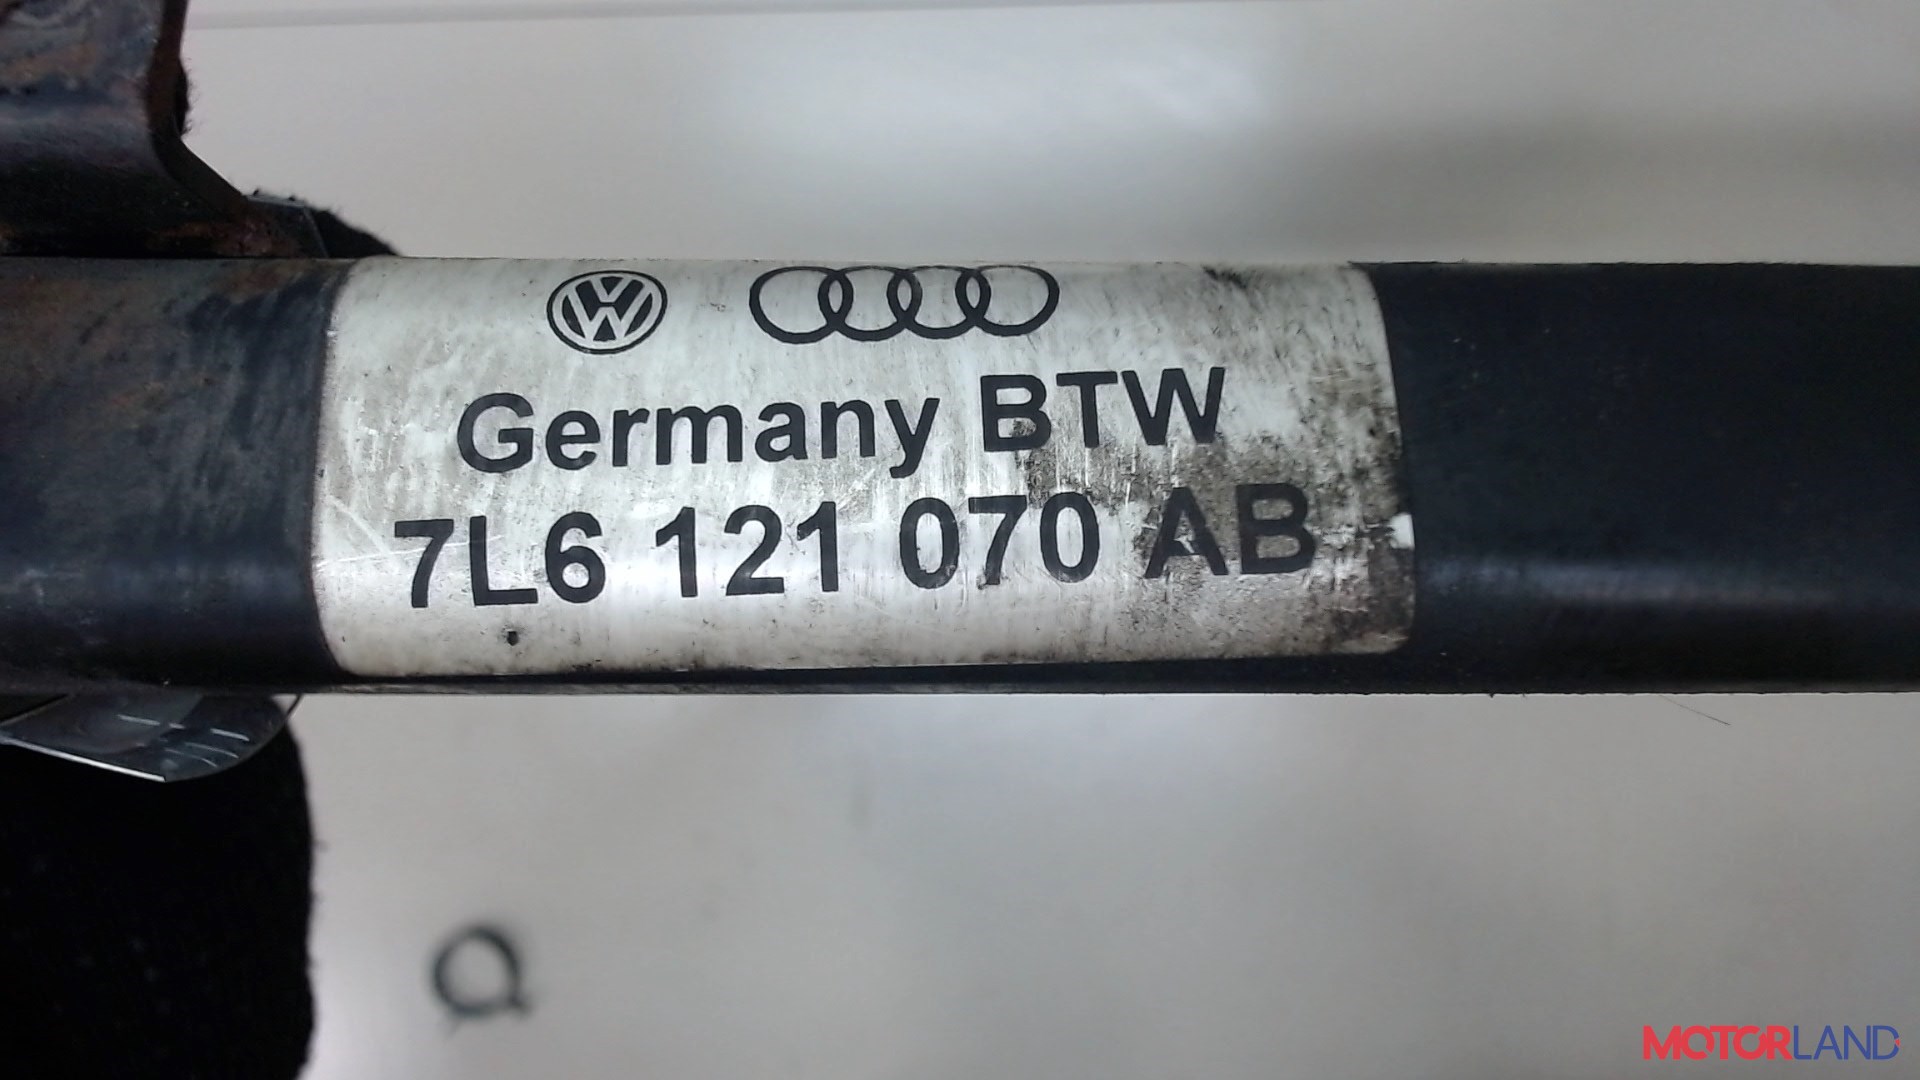 Germany BTW
7L6 121 070 AB
MOTORLAND